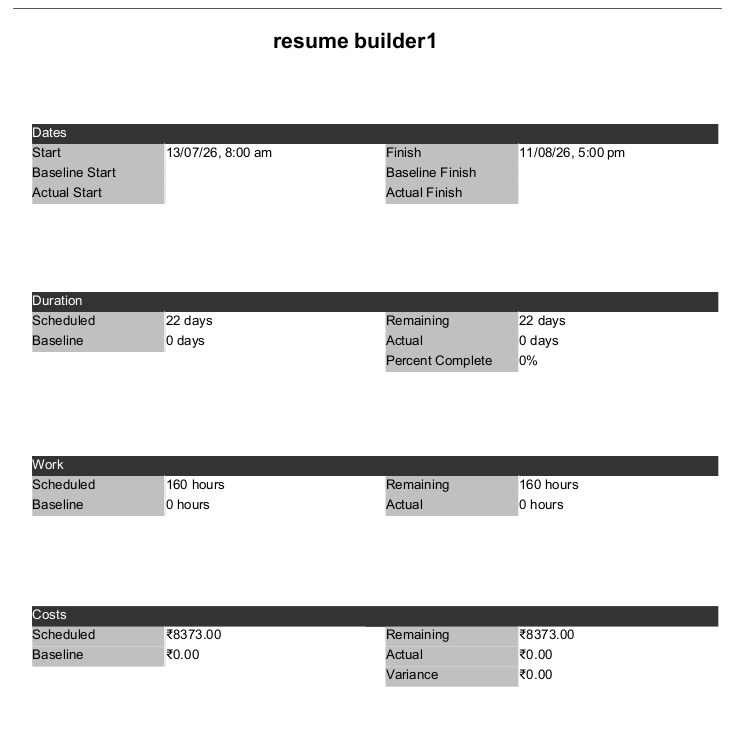 resume builder1
Dates
Start 13/07/26, 8:00 am Finish 11/08/26, 5:00 pm
Baseline Start Baseline Finish
Actual Start Actual Finish
Duration
Scheduled 22 days Remaining 22 days
Baseline 0 days Actual 0 days
Percent Complete 0%
Work
Scheduled 160 hours Remaining 160 hours
Baseline 0 hours Actual 0 hours
Costs
Scheduled ₹8373.00 Remaining ₹8373.00
Baseline ₹0.00 Actual ₹0.00
Variance ₹0.00